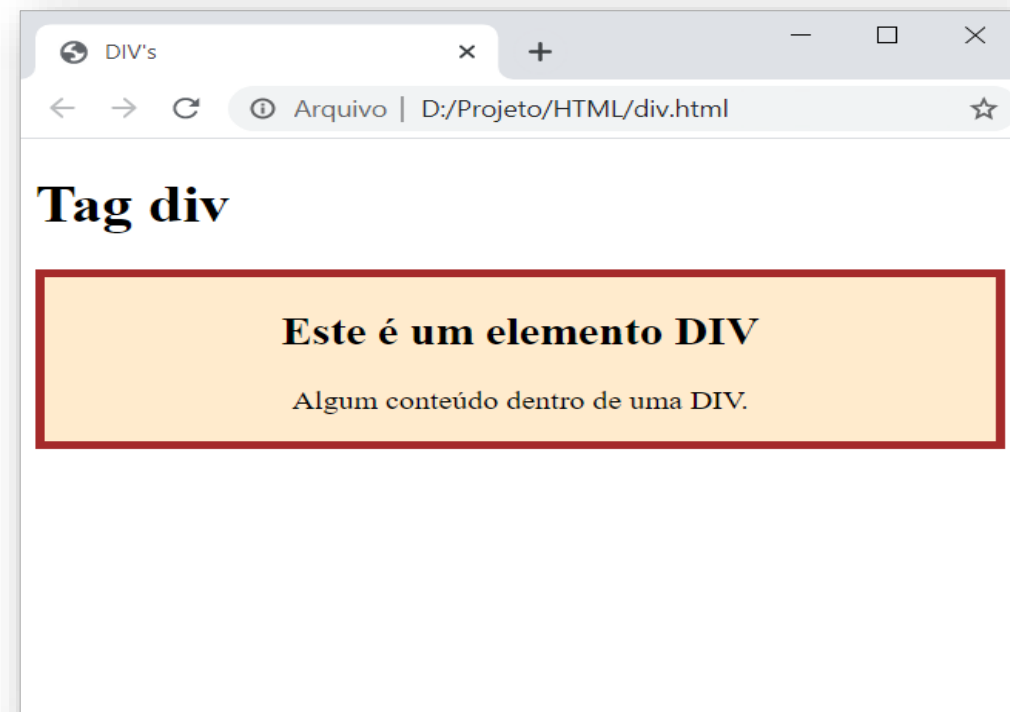 DIV's
Arquivo | D:/Projeto/HTML/div.html
Tag div
Este é um elemento DIV
Algum conteúdo dentro de uma DIV.